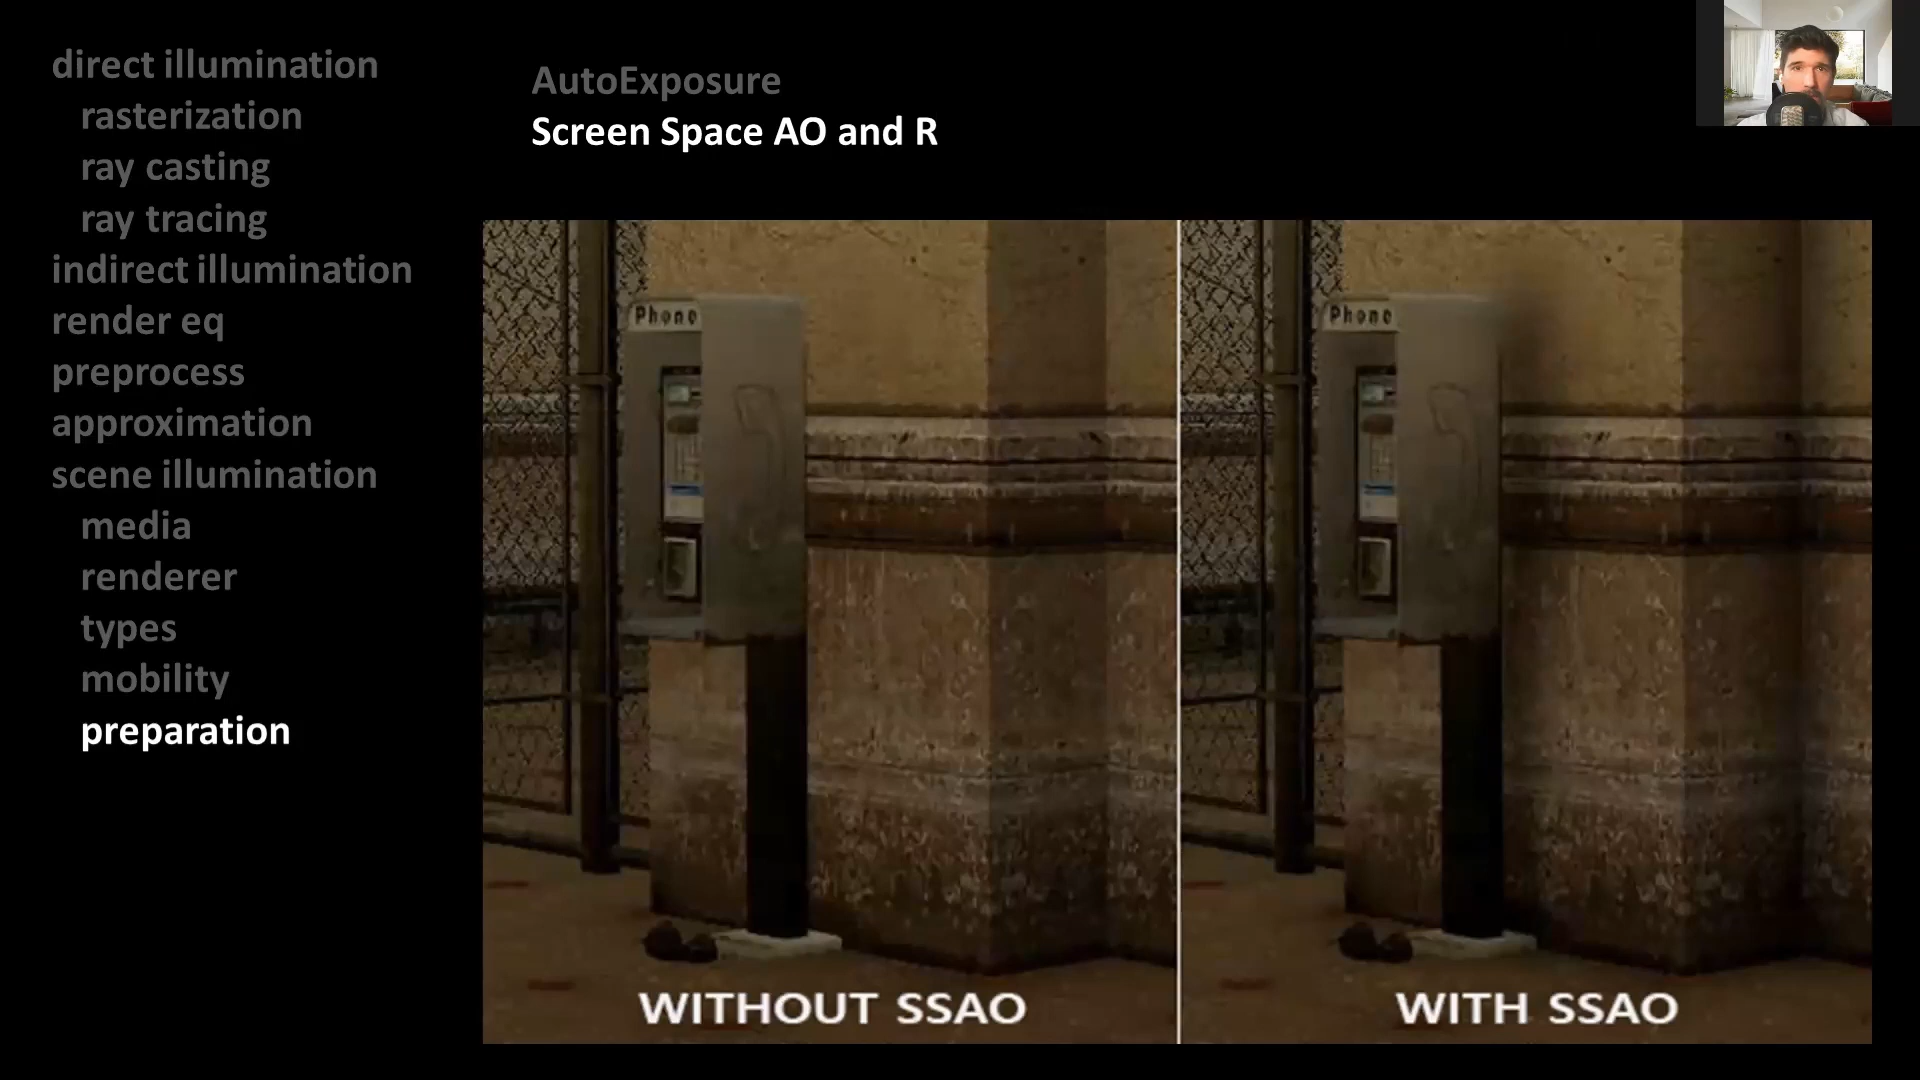 direct illumination
rasterization
ray casting
ray tracing
indirect illumination
render eq
preprocess
approximation
scene illumination
media
renderer
types
mobility
preparation
AutoExposure
Screen Space AO and R
Phone
Phone
WITHOUT SSAO
WITH SSAO